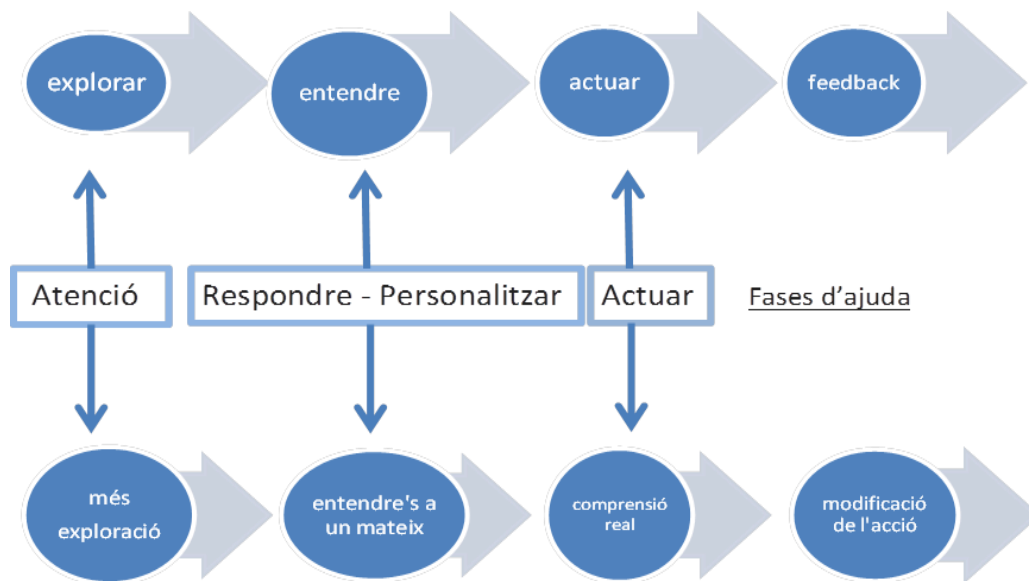 explorar
entendre
actuar
feedback
Atenció
Respondre - Personalitzar
Actuar
Fases d'ajuda
més
exploració
entendre's a
un mateix
comprensió
real
modificació
de l'acció